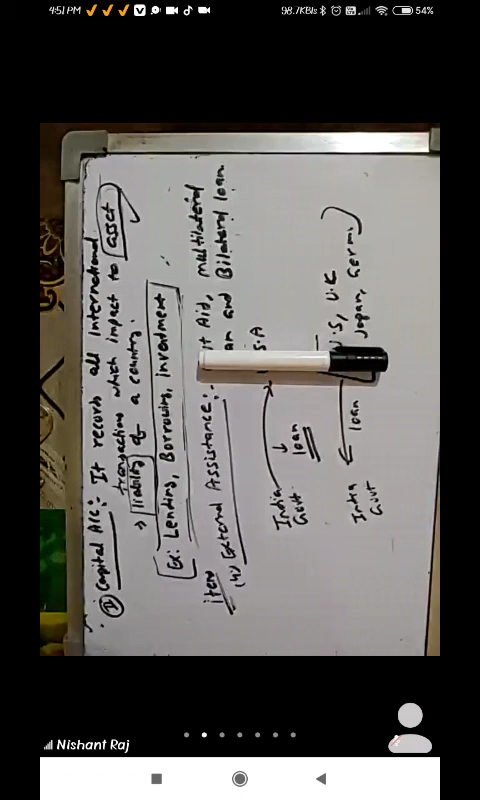 4:51 PM
98.7KB/s
54%
② Capital A/c:- It record all international
transactions which impact to asset
→ liability of a country.
Ex: Lending, Borrowing, investment
item
External Assistance:- Aid, multilateral
and Bilateral loan
S.A
India
Govt
↓
loan
U.S, U.K
Japan, Germ.
loan
India
Govt
Nishant Raj